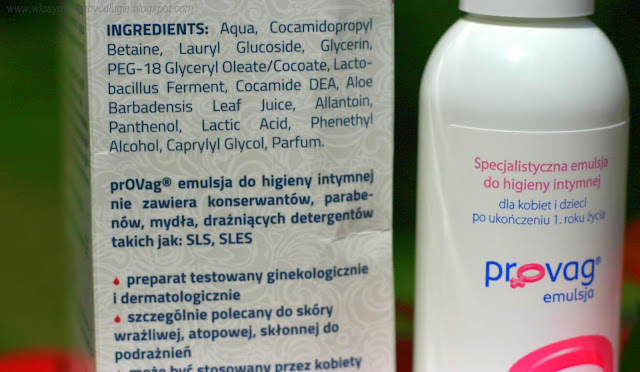 INGREDIENTS: Aqua, Cocamidopropyl
Betaine, Lauryl Glucoside, Glycerin,
PEG-18 Glyceryl Oleate/Cocoate, Lacto-
bacillus Ferment, Cocamide DEA, Aloe
Barbadensis Leaf Juice, Allantoin,
Panthenol, Lactic Acid, Phenethyl
Alcohol, Caprylyl Glycol, Parfum.
prOVag® emulsja do higieny intymnej
nie zawiera konserwantów, parabe-
nów, mydła, drażniących detergentów
takich jak: SLS, SLES
preparat testowany ginekologicznie
i dermatologicznie
szczególnie polecany do skóry
wrażliwej, atopowej, skłonnej do
podrażnień
może być stosowany przez kobiety
Specjalistyczna emulsja
do higieny intymnej
dla kobiet i dzieci
po ukończeniu 1. roku życia
provag®
emulsja